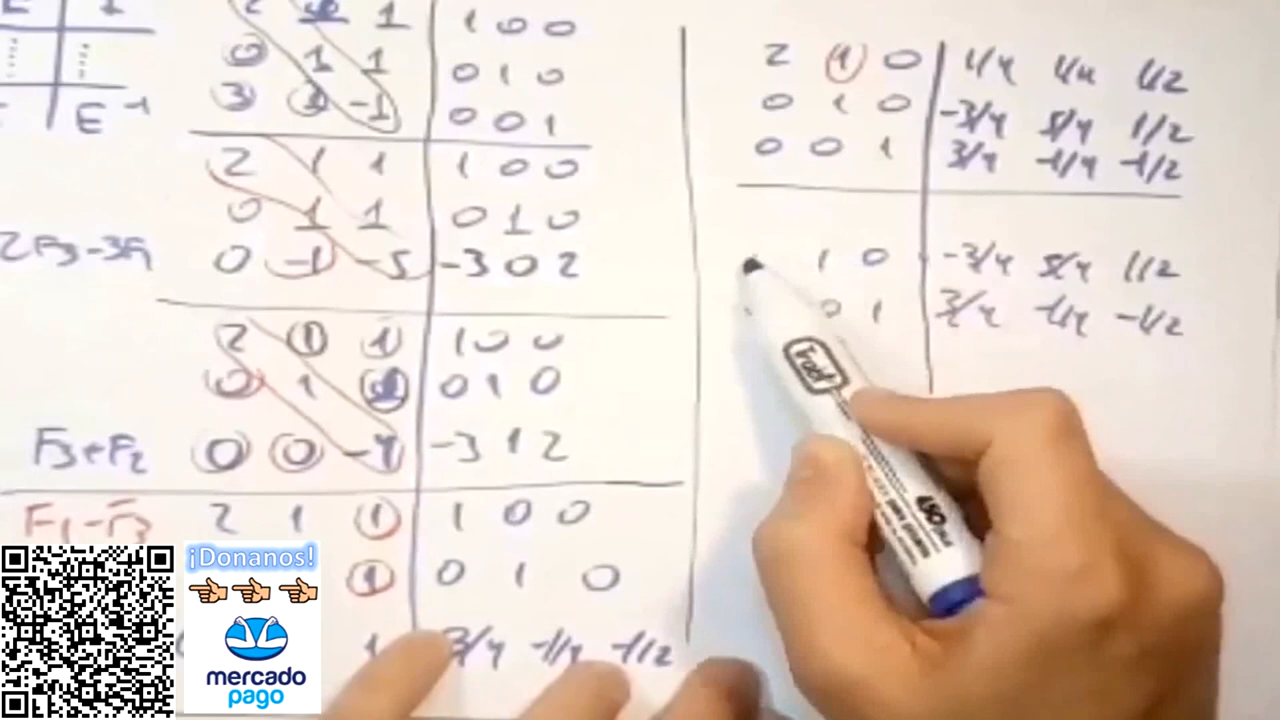 2 0 1 1 0 0
0 1 1 0 1 0
3 1 -1 0 0 1
E⁻¹
2 1 1 1 0 0
0 1 1 0 1 0
2F3-3F1 0 -1 -5 -3 0 2
2 1 1 1 0 0
0 1 0 1 0
F3+F2 0 0 -4 -3 1 2
F1-F3 2 1 1 1 0 0
1 0 1 0
1 3/4 -1/4 -1/2
2 1 0 1/4 1/4 1/2
0 1 0 -3/4 5/4 1/2
0 0 1 3/4 -1/4 -1/2
1 0 -3/4 5/4 1/2
0 1 3/4 -1/4 -1/2
Trast
450
¡Donanos!
mercado
pago